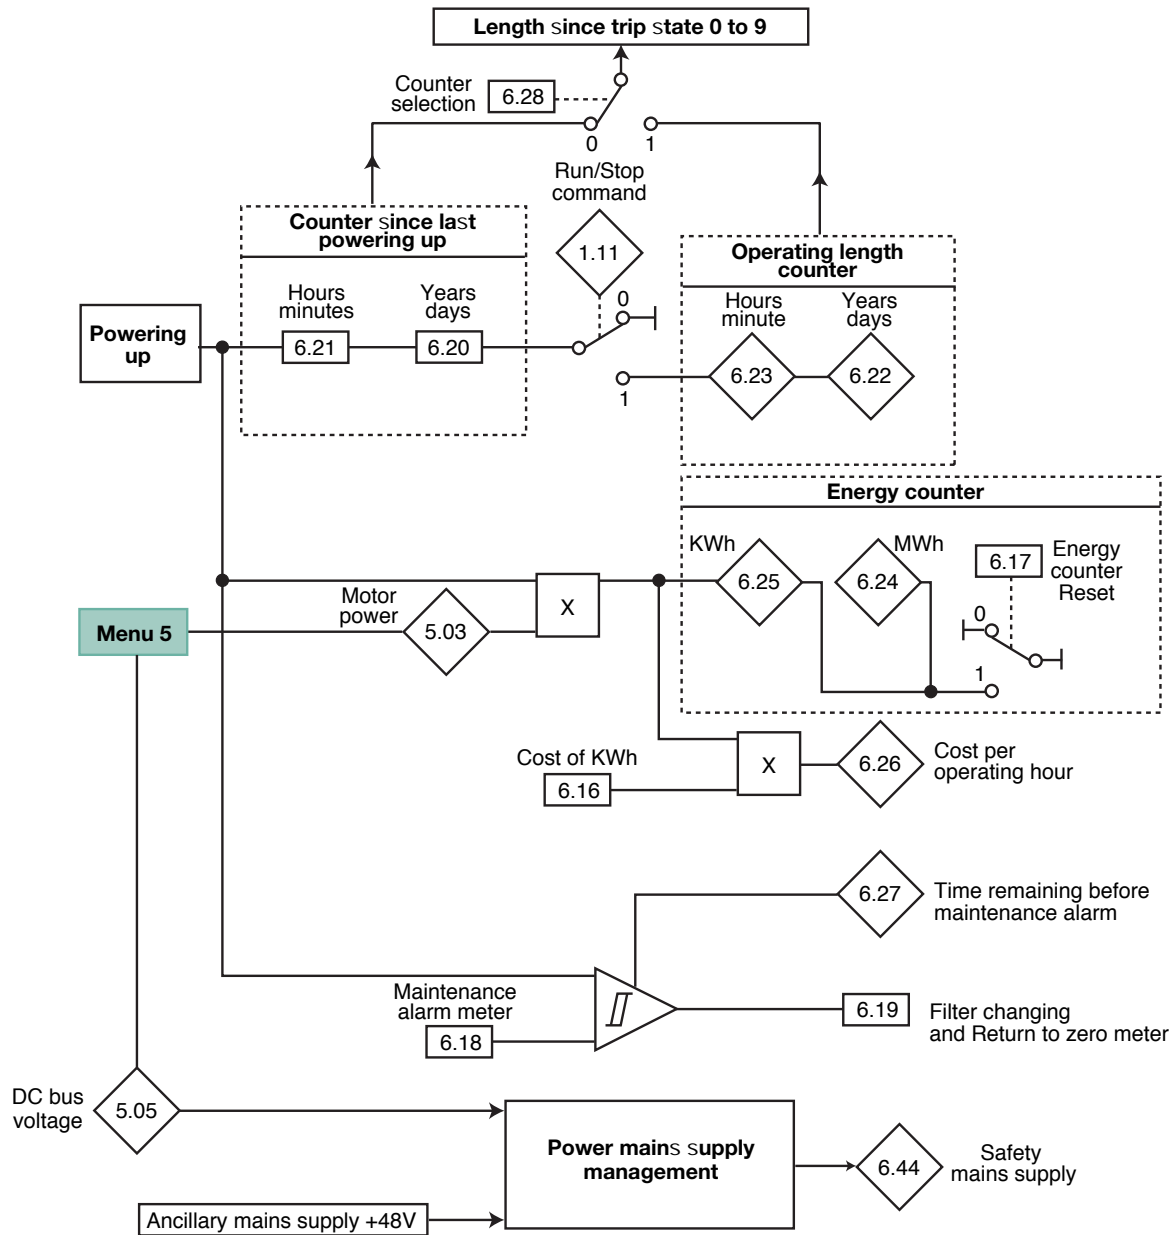 Length since trip state 0 to 9
Counter
selection
6.28
0
1
Run/Stop
command
1.11
Counter since last
powering up
Hours
minutes
Years
days
6.21
6.20
Powering
up
0
1
Operating length
counter
Hours
minute
Years
days
6.23
6.22
Energy counter
KWh
6.25
MWh
6.24
6.17
Energy
counter
Reset
0
1
Motor
power
5.03
X
Menu 5
Cost of KWh
6.16
X
6.26
Cost per
operating hour
6.27
Time remaining before
maintenance alarm
Maintenance
alarm meter
6.18
6.19
Filter changing
and Return to zero meter
DC bus
voltage
5.05
Power mains supply
management
6.44
Safety
mains supply
Ancillary mains supply +48V